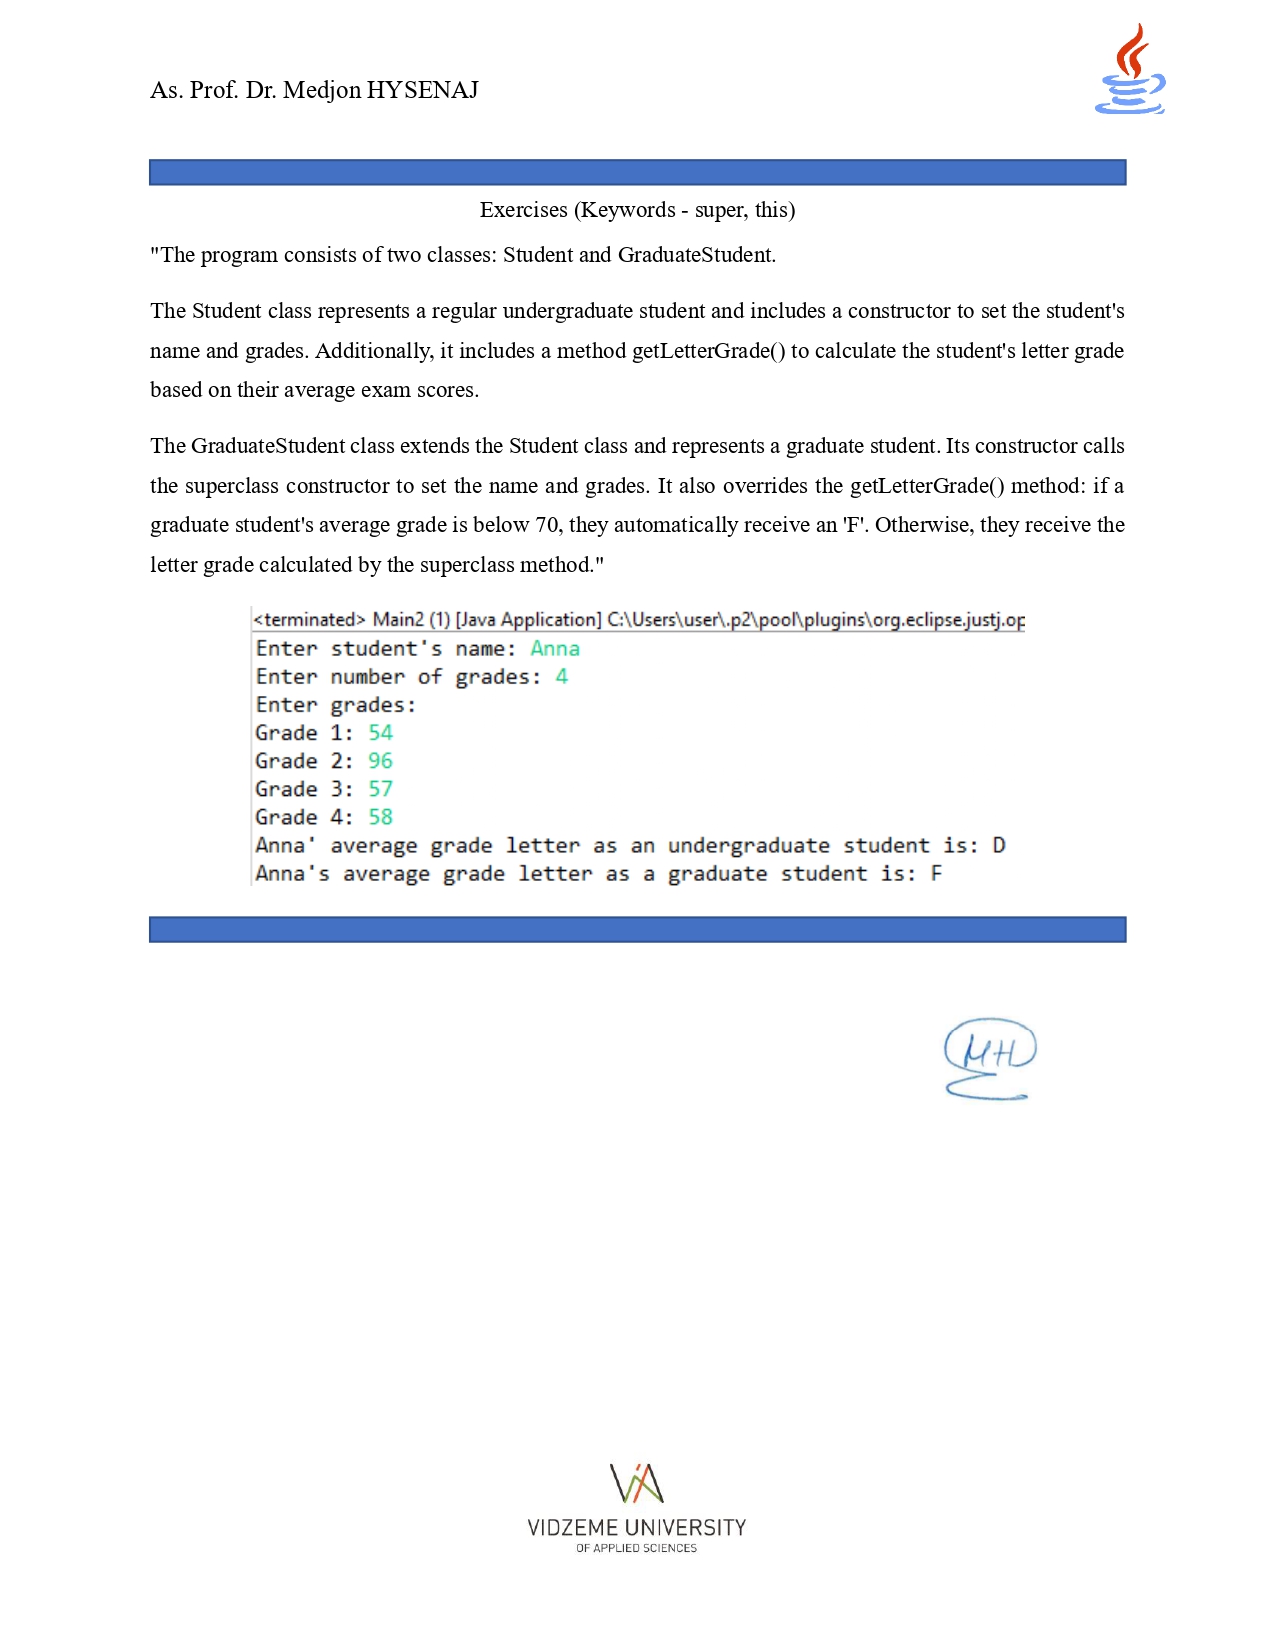 As. Prof. Dr. Medjon HYSENAJ
Exercises (Keywords - super, this)
"The program consists of two classes: Student and GraduateStudent.
The Student class represents a regular undergraduate student and includes a constructor to set the student's
name and grades. Additionally, it includes a method getLetterGrade() to calculate the student's letter grade
based on their average exam scores.
The GraduateStudent class extends the Student class and represents a graduate student. Its constructor calls
the superclass constructor to set the name and grades. It also overrides the getLetterGrade() method: if a
graduate student's average grade is below 70, they automatically receive an 'F'. Otherwise, they receive the
letter grade calculated by the superclass method."
<terminated> Main2 (1) [Java Application] C:\Users\user\.p2\pool\plugins\org.eclipse.justj.op
Enter student's name: Anna
Enter number of grades: 4
Enter grades:
Grade 1: 54
Grade 2: 96
Grade 3: 57
Grade 4: 58
Anna' average grade letter as an undergraduate student is: D
Anna's average grade letter as a graduate student is: F
MH
VIA
VIDZEME UNIVERSITY
OF APPLIED SCIENCES